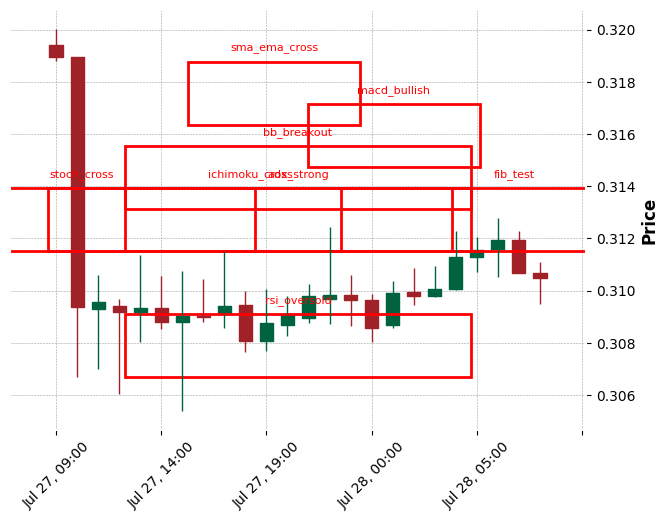 0.320
sma_ema_cross
0.318
macd_bullish
0.316
bb_breakout
stoch_cross
fib_test
0.314
Price
0.312
0.310
rsi_oversold
0.308
0.306
Jul 27, 09:00
Jul 27, 14:00
Jul 27, 19:00
Jul 28, 00:00
Jul 28, 05:00